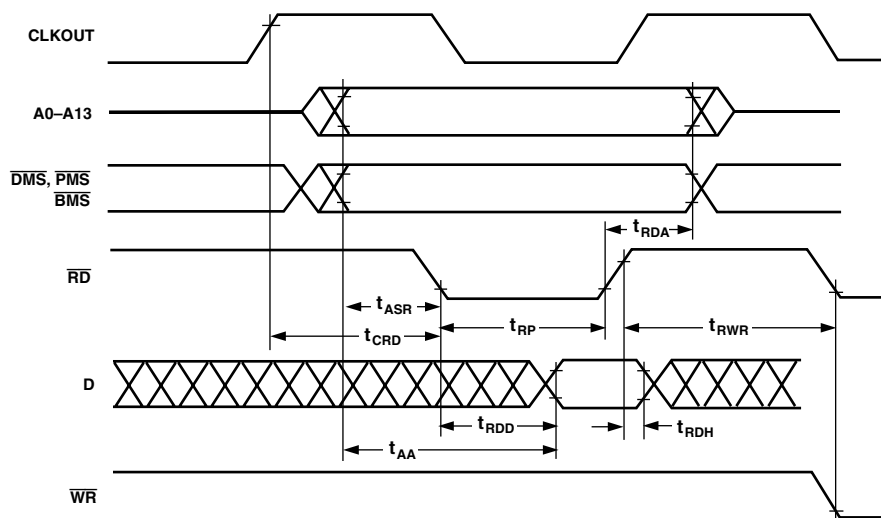 CLKOUT
A0–A13
DMS, PMS
BMS
tRDA
RD
tASR
tCRD
tRP
tRWR
D
tRDD
tRDH
tAA
WR